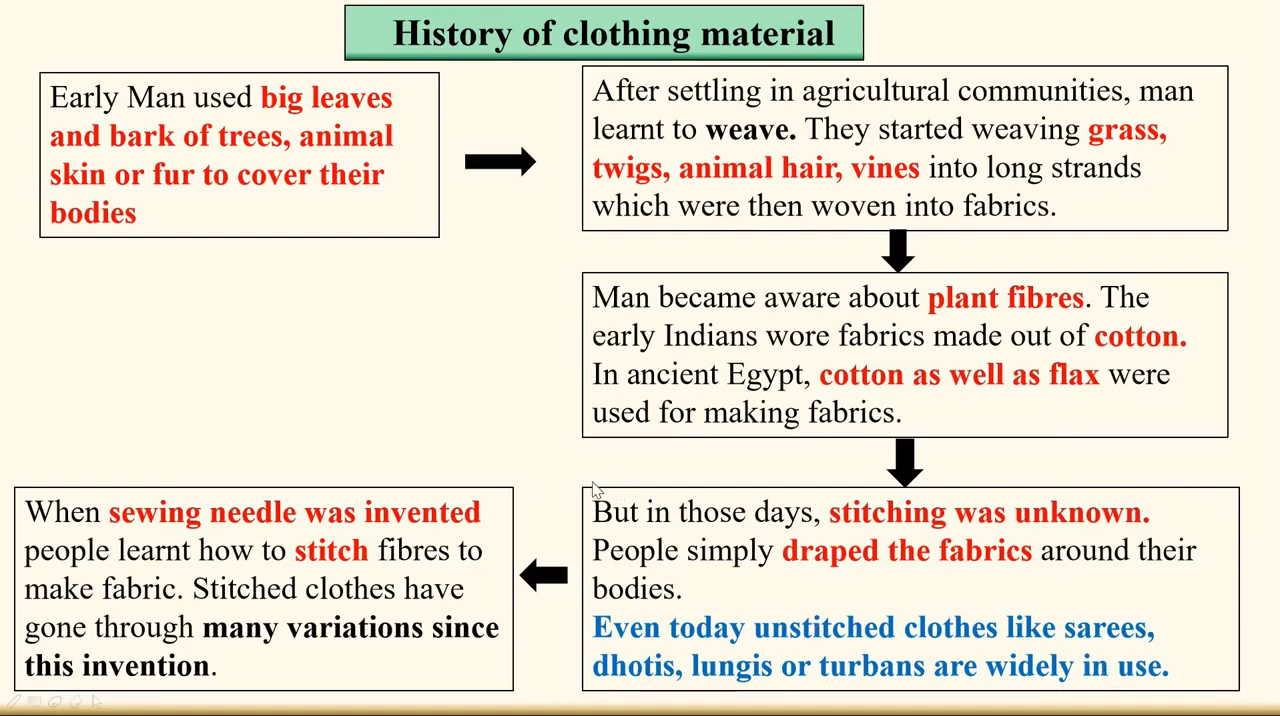 History of clothing material
Early Man used big leaves
and bark of trees, animal
skin or fur to cover their
bodies
After settling in agricultural communities, man
learnt to weave. They started weaving grass,
twigs, animal hair, vines into long strands
which were then woven into fabrics.
Man became aware about plant fibres. The
early Indians wore fabrics made out of cotton.
In ancient Egypt, cotton as well as flax were
used for making fabrics.
But in those days, stitching was unknown.
People simply draped the fabrics around their
bodies.
Even today unstitched clothes like sarees,
dhotis, lungis or turbans are widely in use.
When sewing needle was invented
people learnt how to stitch fibres to
make fabric. Stitched clothes have
gone through many variations since
this invention.